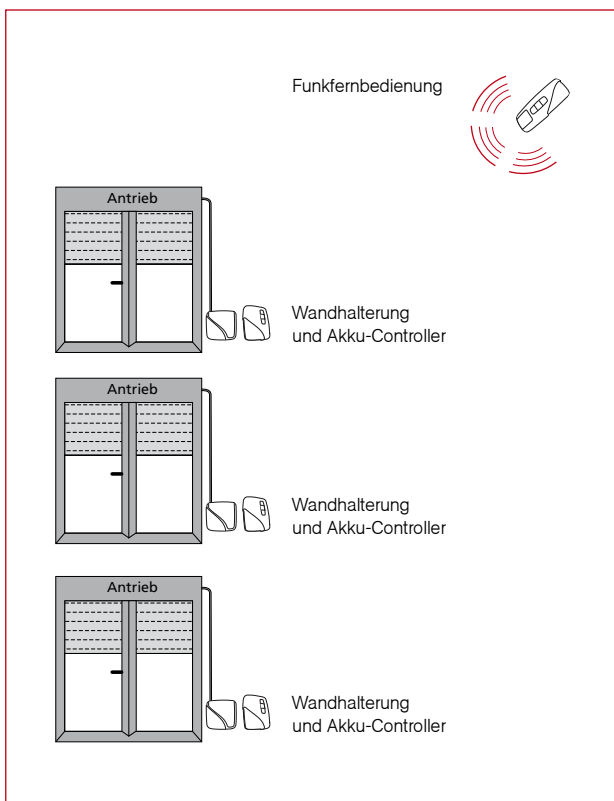 Funkfernbedienung
Antrieb
Wandhalterung
und Akku-Controller
Antrieb
Wandhalterung
und Akku-Controller
Antrieb
Wandhalterung
und Akku-Controller